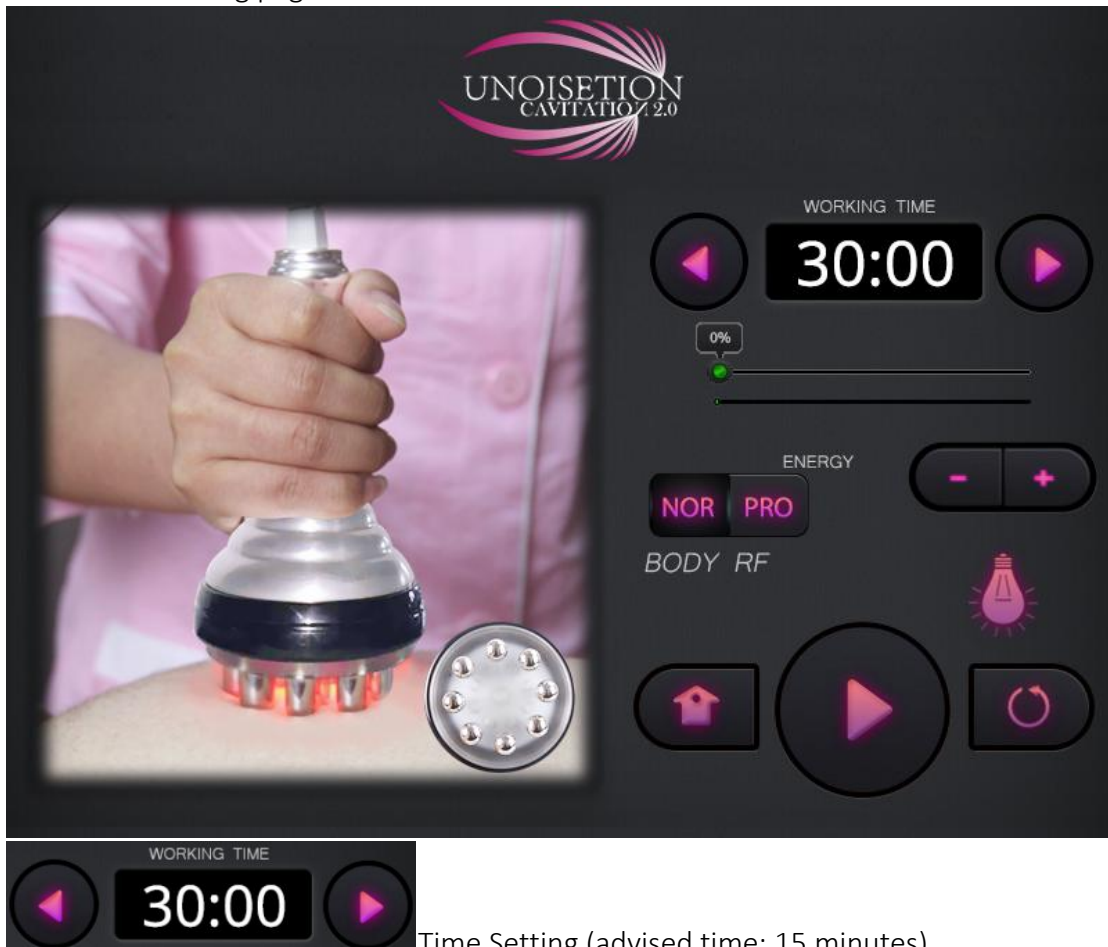 UNOISETION
CAVITATION 2.0
WORKING TIME
30:00
0%
ENERGY
NOR PRO
BODY RF
WORKING TIME
30:00
Time Setting (advised time: 15 minutes)